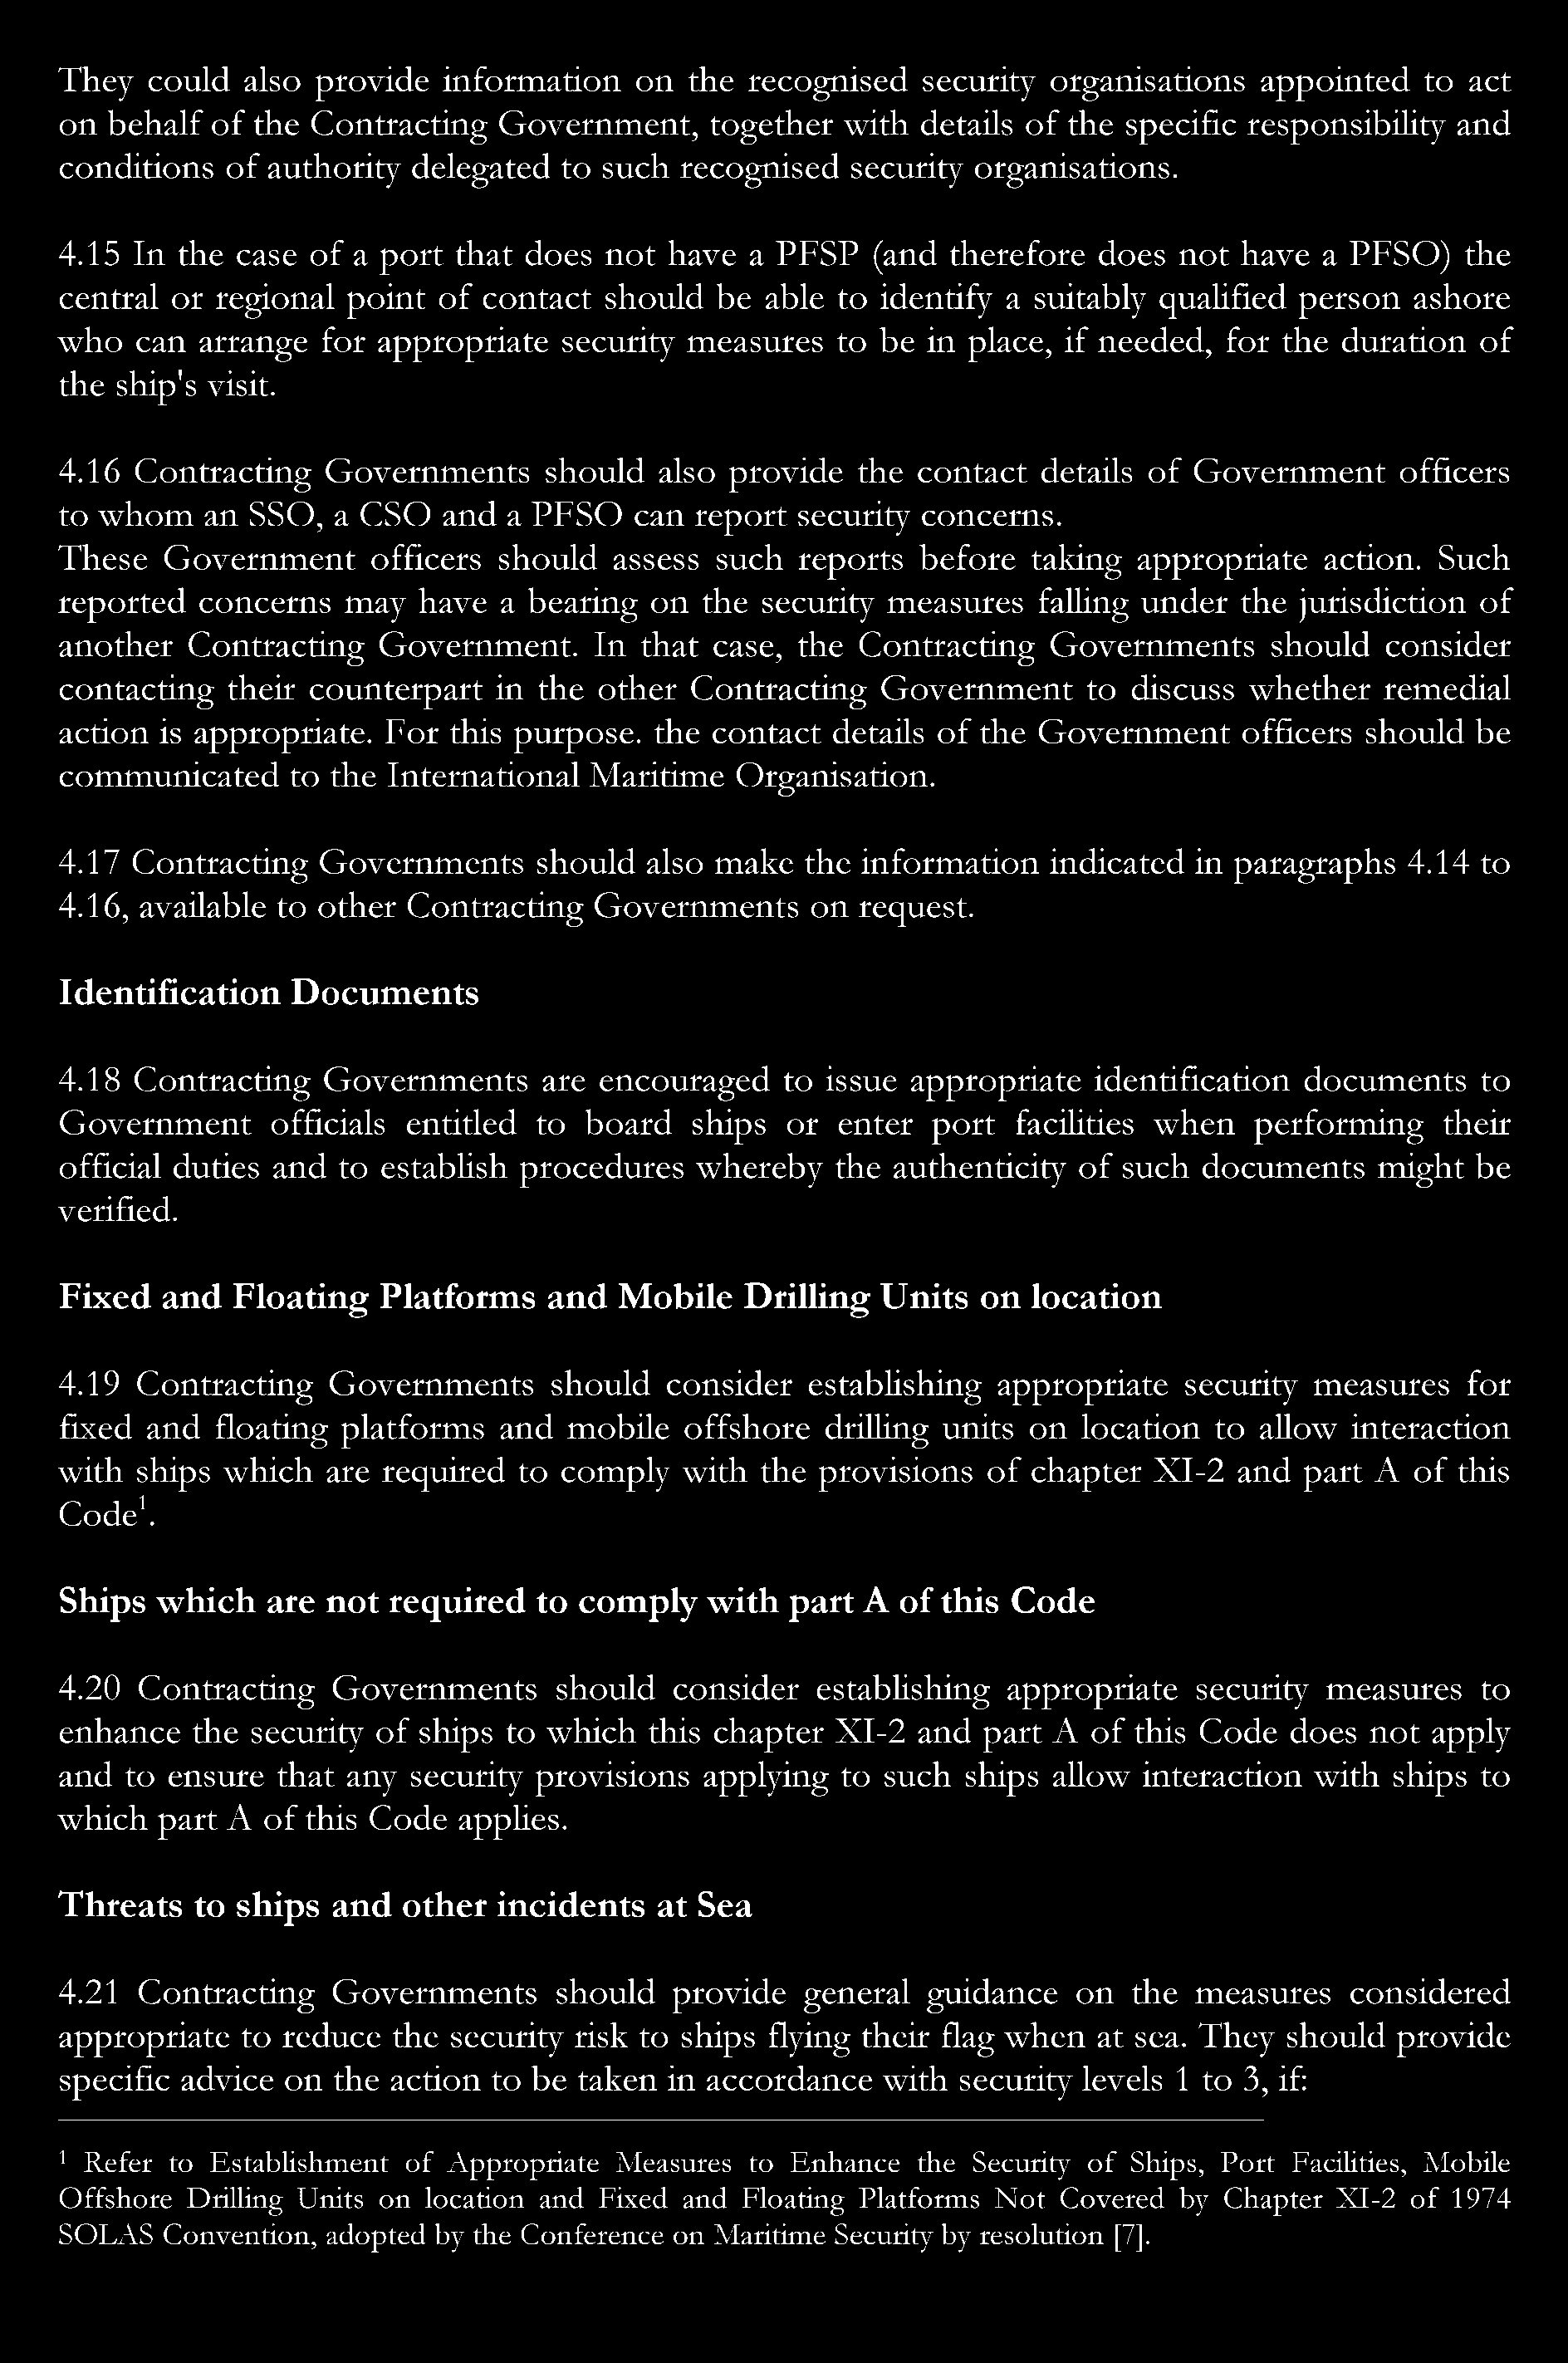 They could also provide information on the recognised security organisations appointed to act
on behalf of the Contracting Government, together with details of the specific responsibility and
conditions of authority delegated to such recognised security organisations.
4.15 In the case of a port that does not have a PFSP (and therefore does not have a PFSO) the
central or regional point of contact should be able to identify a suitably qualified person ashore
who can arrange for appropriate security measures to be in place, if needed, for the duration of
the ship's visit.
4.16 Contracting Governments should also provide the contact details of Government officers
to whom an SSO, a CSO and a PFSO can report security concerns.
These Government officers should assess such reports before taking appropriate action. Such
reported concerns may have a bearing on the security measures falling under the jurisdiction of
another Contracting Government. In that case, the Contracting Governments should consider
contacting their counterpart in the other Contracting Government to discuss whether remedial
action is appropriate. For this purpose. the contact details of the Government officers should be
communicated to the International Maritime Organisation.
4.17 Contracting Governments should also make the information indicated in paragraphs 4.14 to
4.16, available to other Contracting Governments on request.
Identification Documents
4.18 Contracting Governments are encouraged to issue appropriate identification documents to
Government officials entitled to board ships or enter port facilities when performing their
official duties and to establish procedures whereby the authenticity of such documents might be
verified.
Fixed and Floating Platforms and Mobile Drilling Units on location
4.19 Contracting Governments should consider establishing appropriate security measures for
fixed and floating platforms and mobile offshore drilling units on location to allow interaction
with ships which are required to comply with the provisions of chapter XI-2 and part A of this
Code¹.
Ships which are not required to comply with part A of this Code
4.20 Contracting Governments should consider establishing appropriate security measures to
enhance the security of ships to which this chapter XI-2 and part A of this Code does not apply
and to ensure that any security provisions applying to such ships allow interaction with ships to
which part A of this Code applies.
Threats to ships and other incidents at Sea
4.21 Contracting Governments should provide general guidance on the measures considered
appropriate to reduce the security risk to ships flying their flag when at sea. They should provide
specific advice on the action to be taken in accordance with security levels 1 to 3, if:
¹ Refer to Establishment of Appropriate Measures to Enhance the Security of Ships, Port Facilities, Mobile
Offshore Drilling Units on location and Fixed and Floating Platforms Not Covered by Chapter XI-2 of 1974
SOLAS Convention, adopted by the Conference on Maritime Security by resolution [7].